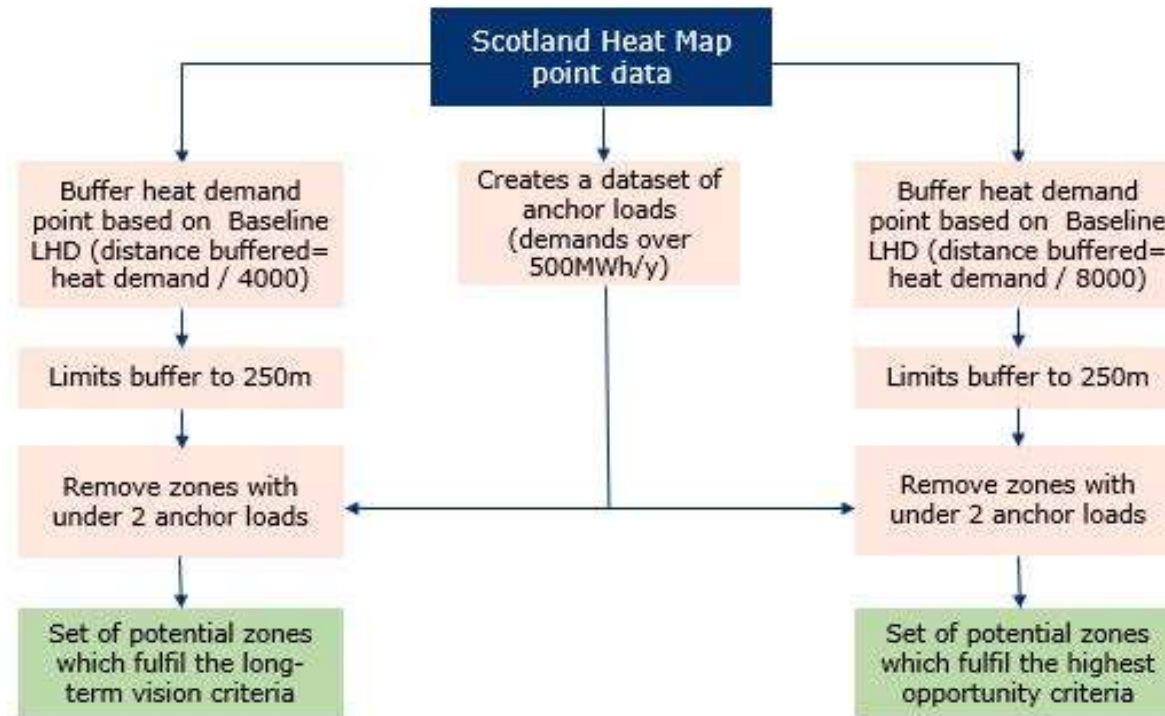 Scotland Heat Map
point data
Buffer heat demand
point based on  Baseline
LHD (distance buffered=
heat demand / 4000)
Limits buffer to 250m
Remove zones with
under 2 anchor loads
Set of potential zones
which fulfil the long-
term vision criteria
Creates a dataset of
anchor loads
(demands over
500MWh/y)
Buffer heat demand
point based on  Baseline
LHD (distance buffered=
heat demand / 8000)
Limits buffer to 250m
Remove zones with
under 2 anchor loads
Set of potential zones
which fulfil the highest
opportunity criteria